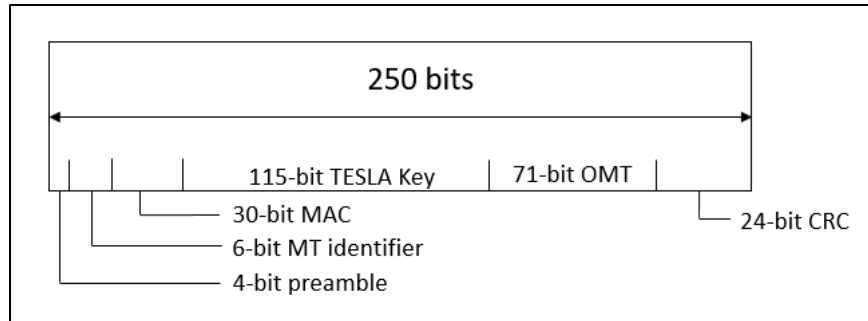 250 bits
115-bit TESLA Key
71-bit OMT
30-bit MAC
24-bit CRC
6-bit MT identifier
4-bit preamble